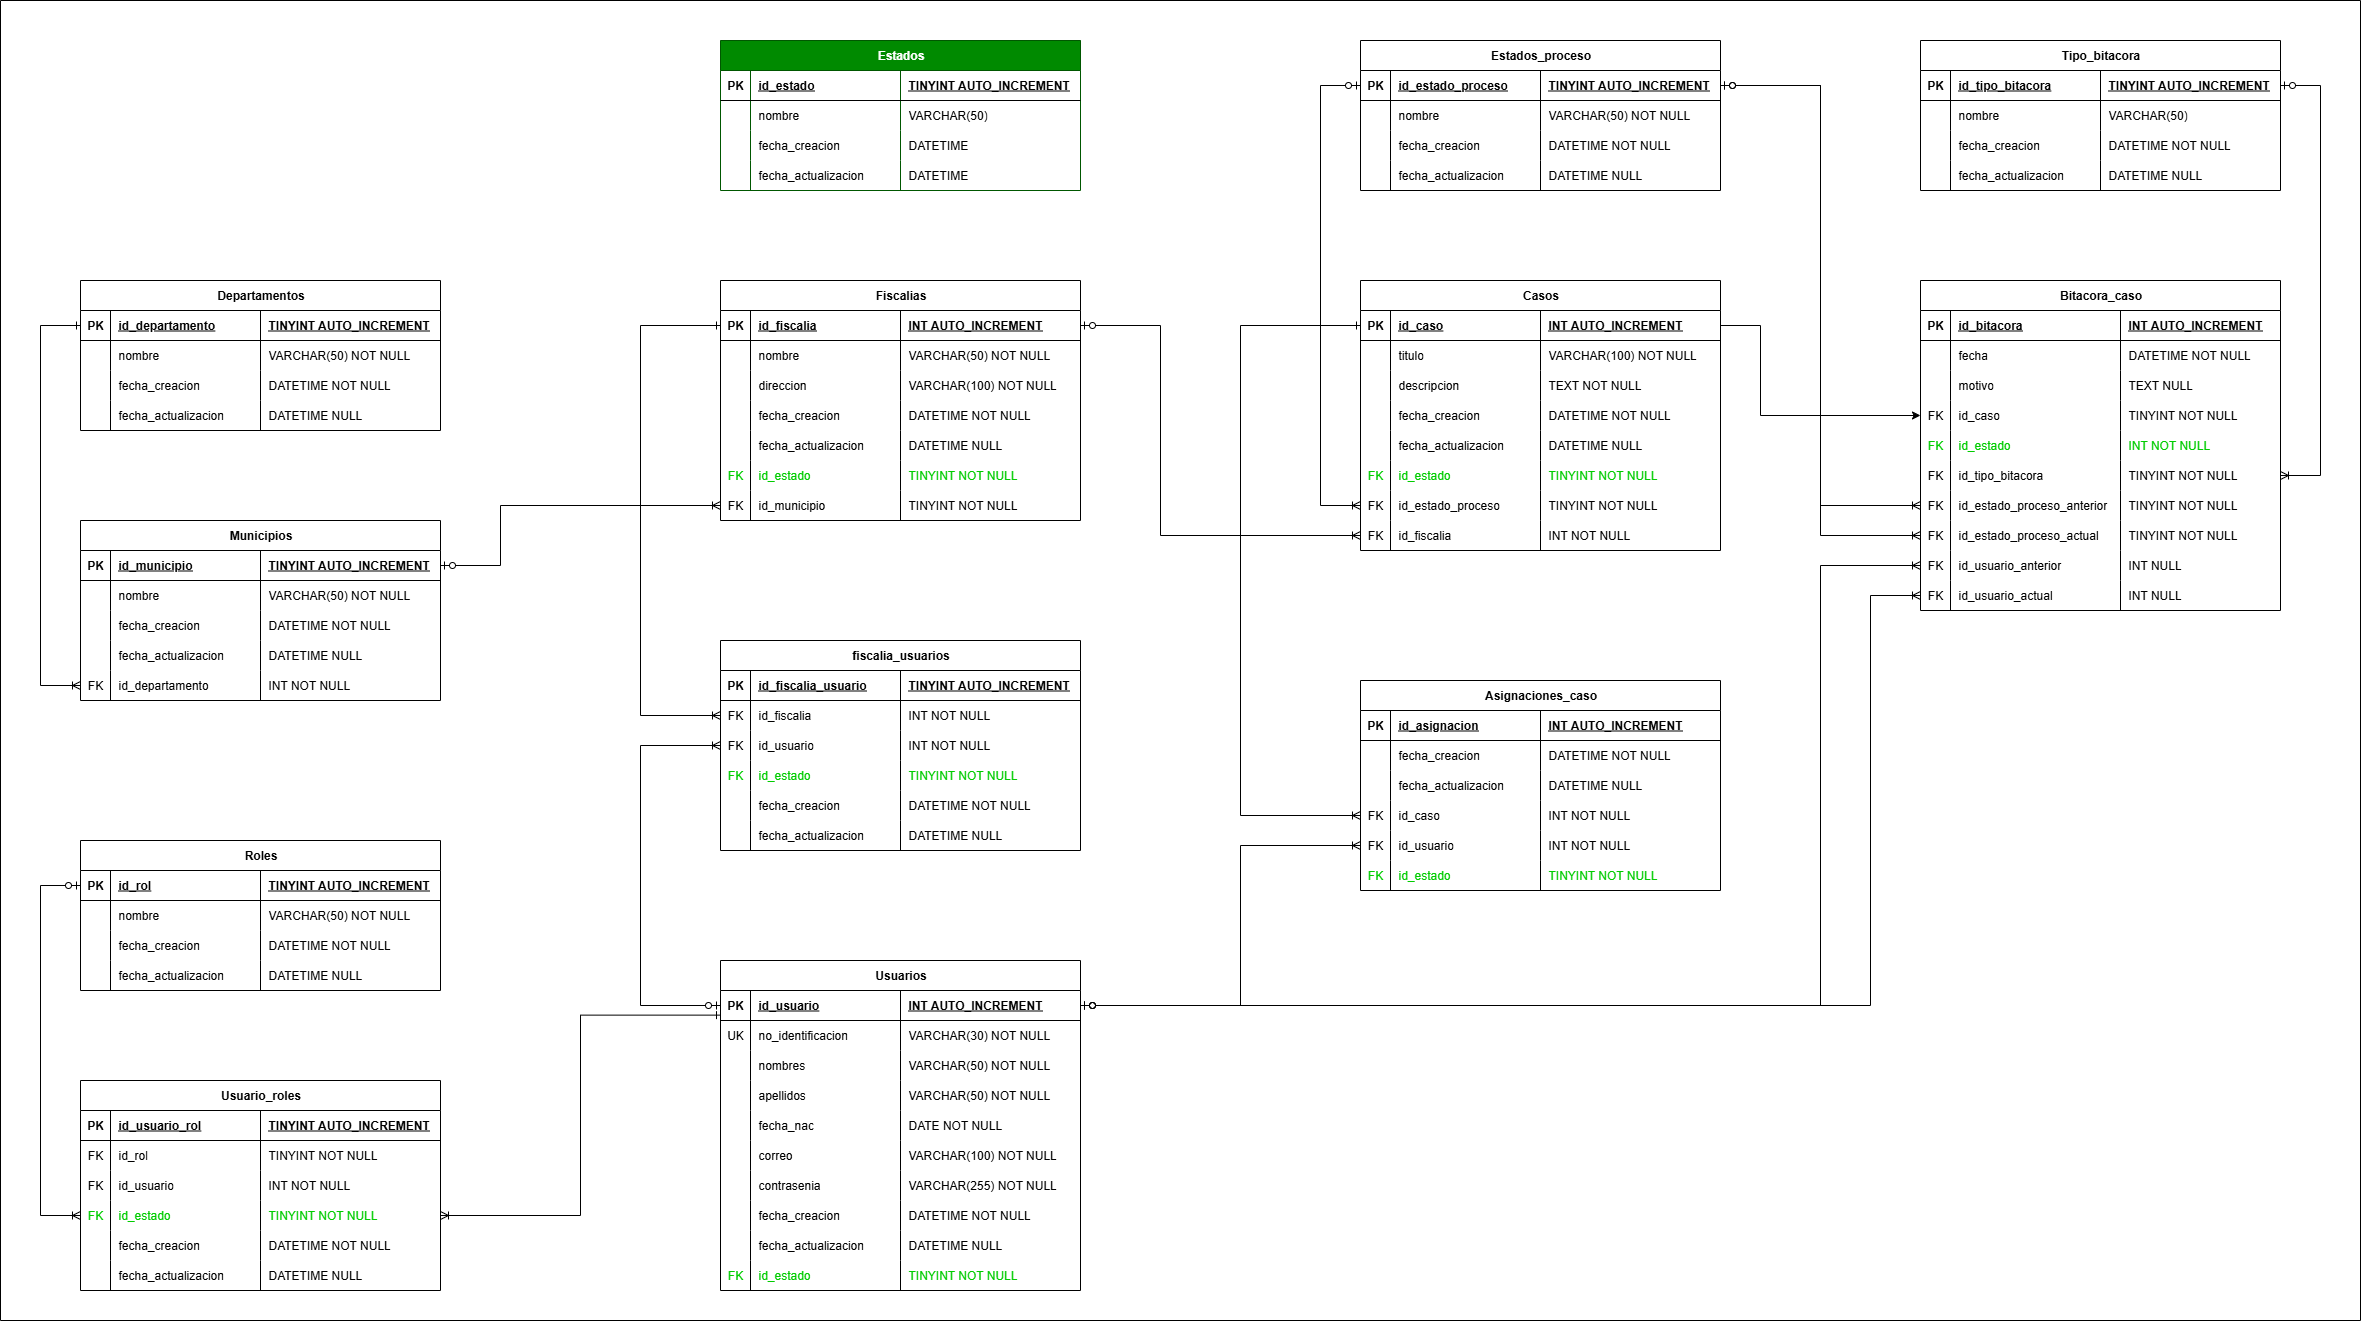 Estados
PK id_estado TINYINT AUTO_INCREMENT
nombre VARCHAR(50)
fecha_creacion DATETIME
fecha_actualizacion DATETIME
Estados_proceso
PK id_estado_proceso TINYINT AUTO_INCREMENT
nombre VARCHAR(50) NOT NULL
fecha_creacion DATETIME NOT NULL
fecha_actualizacion DATETIME NULL
Tipo_bitacora
PK id_tipo_bitacora TINYINT AUTO_INCREMENT
nombre VARCHAR(50)
fecha_creacion DATETIME NOT NULL
fecha_actualizacion DATETIME NULL
Departamentos
PK id_departamento TINYINT AUTO_INCREMENT
nombre VARCHAR(50) NOT NULL
fecha_creacion DATETIME NOT NULL
fecha_actualizacion DATETIME NULL
Fiscalias
PK id_fiscalia INT AUTO_INCREMENT
nombre VARCHAR(50) NOT NULL
direccion VARCHAR(100) NOT NULL
fecha_creacion DATETIME NOT NULL
fecha_actualizacion DATETIME NULL
FK id_estado TINYINT NOT NULL
FK id_municipio TINYINT NOT NULL
Casos
PK id_caso INT AUTO_INCREMENT
titulo VARCHAR(100) NOT NULL
descripcion TEXT NOT NULL
fecha_creacion DATETIME NOT NULL
fecha_actualizacion DATETIME NULL
FK id_estado TINYINT NOT NULL
FK id_estado_proceso TINYINT NOT NULL
FK id_fiscalia INT NOT NULL
Bitacora_caso
PK id_bitacora INT AUTO_INCREMENT
fecha DATETIME NOT NULL
motivo TEXT NULL
FK id_caso TINYINT NOT NULL
FK id_estado INT NOT NULL
FK id_tipo_bitacora TINYINT NOT NULL
FK id_estado_proceso_anterior TINYINT NOT NULL
FK id_estado_proceso_actual TINYINT NOT NULL
FK id_usuario_anterior INT NULL
FK id_usuario_actual INT NULL
Municipios
PK id_municipio TINYINT AUTO_INCREMENT
nombre VARCHAR(50) NOT NULL
fecha_creacion DATETIME NOT NULL
fecha_actualizacion DATETIME NULL
FK id_departamento INT NOT NULL
fiscalia_usuarios
PK id_fiscalia_usuario TINYINT AUTO_INCREMENT
FK id_fiscalia INT NOT NULL
FK id_usuario INT NOT NULL
FK id_estado TINYINT NOT NULL
fecha_creacion DATETIME NOT NULL
fecha_actualizacion DATETIME NULL
Asignaciones_caso
PK id_asignacion INT AUTO_INCREMENT
fecha_creacion DATETIME NOT NULL
fecha_actualizacion DATETIME NULL
FK id_caso INT NOT NULL
FK id_usuario INT NOT NULL
FK id_estado TINYINT NOT NULL
Roles
PK id_rol TINYINT AUTO_INCREMENT
nombre VARCHAR(50) NOT NULL
fecha_creacion DATETIME NOT NULL
fecha_actualizacion DATETIME NULL
Usuarios
PK id_usuario INT AUTO_INCREMENT
UK no_identificacion VARCHAR(30) NOT NULL
nombres VARCHAR(50) NOT NULL
apellidos VARCHAR(50) NOT NULL
fecha_nac DATE NOT NULL
correo VARCHAR(100) NOT NULL
contrasenia VARCHAR(255) NOT NULL
fecha_creacion DATETIME NOT NULL
fecha_actualizacion DATETIME NULL
FK id_estado TINYINT NOT NULL
Usuario_roles
PK id_usuario_rol TINYINT AUTO_INCREMENT
FK id_rol TINYINT NOT NULL
FK id_usuario INT NOT NULL
FK id_estado TINYINT NOT NULL
fecha_creacion DATETIME NOT NULL
fecha_actualizacion DATETIME NULL